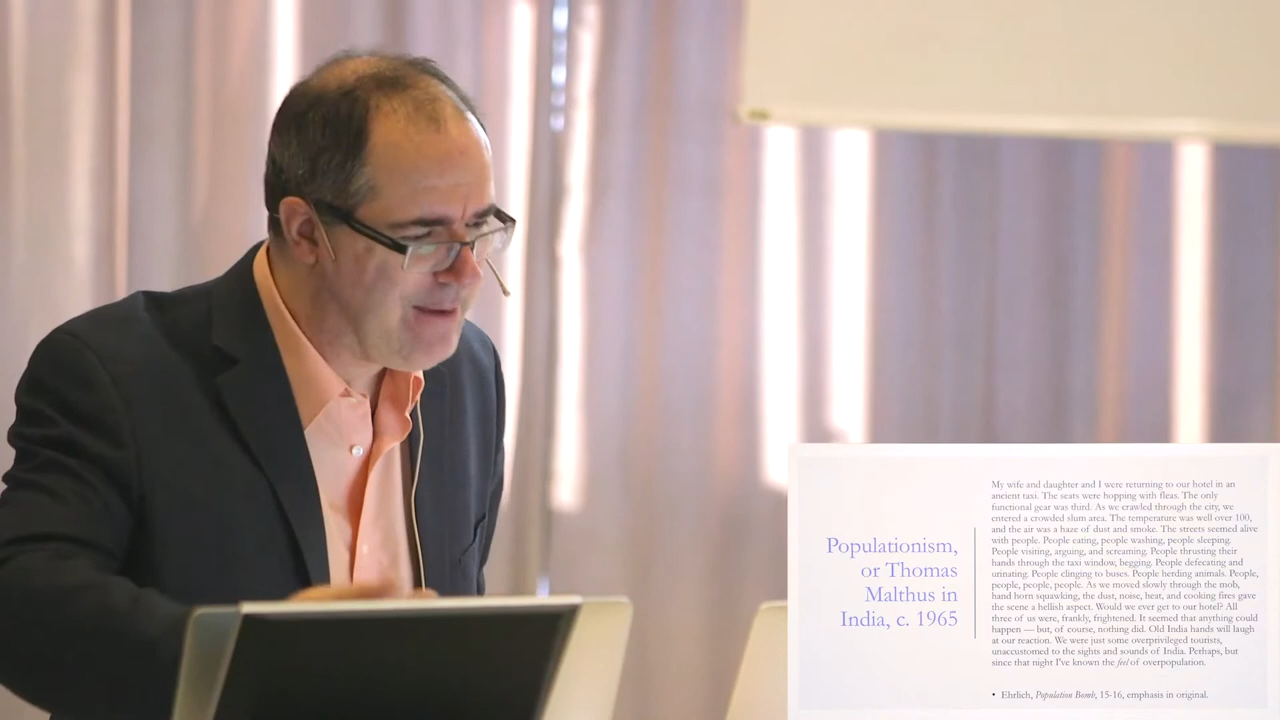 Populationism,
or Thomas
Malthus in
India, c. 1965
My wife and daughter and I were returning to our hotel in an
ancient taxi. The seats were hopping with fleas. The only
functional gear was third. As we crawled through the city, we
entered a crowded slum area. The temperature was well over 100,
and the air was a haze of dust and smoke. The streets seemed alive
with people. People eating, people washing, people sleeping.
People visiting, arguing, and screaming. People thrusting their
hands through the taxi window, begging. People defecating and
urinating. People clinging to buses. People herding animals. People,
people, people, people. As we moved slowly through the mob,
hand horn squawking, the dust, noise, heat, and cooking fires gave
the scene a hellish aspect. Would we ever get to our hotel? All
three of us were, frankly, frightened. It seemed that anything could
happen — but, of course, nothing did. Old India hands will laugh
at our reaction. We were just some overprivileged tourists,
unaccustomed to the sights and sounds of India. Perhaps, but
since that night I've known the feel of overpopulation.
• Ehrlich, Population Bomb, 15-16, emphasis in original.